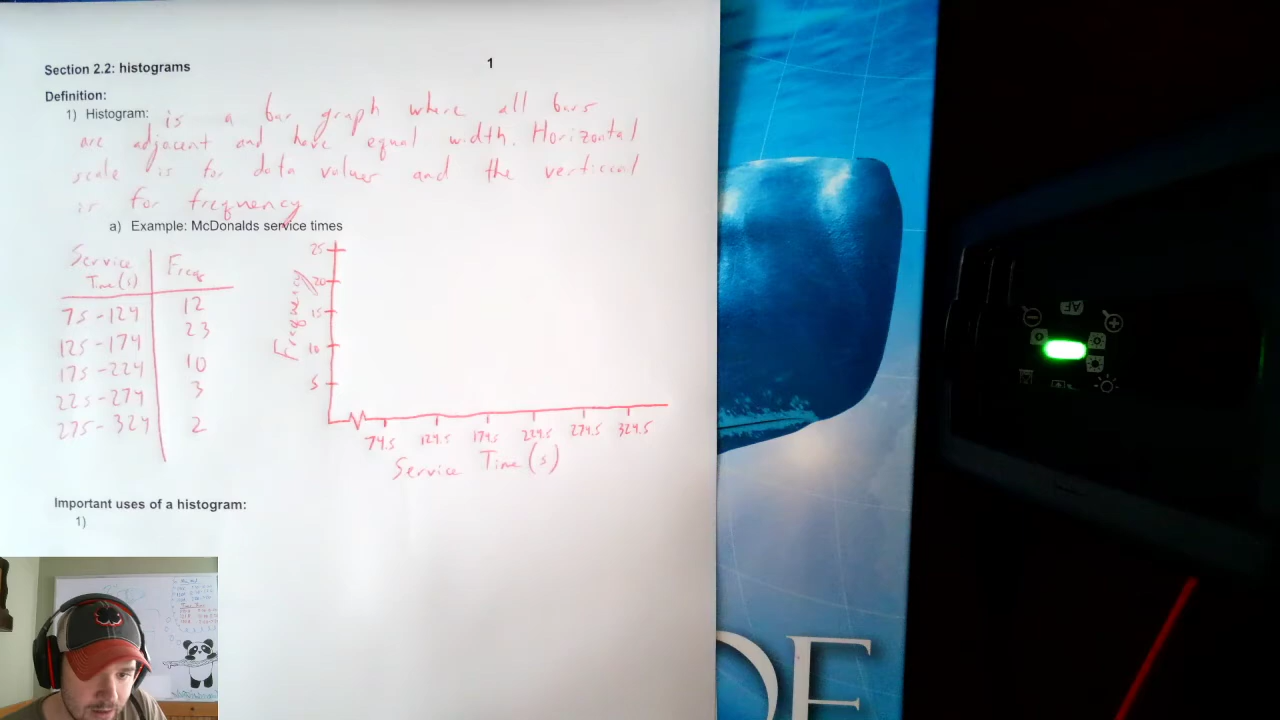 Section 2.2: histograms
1
Definition:
1) Histogram: is a bar graph where all bars
are adjacent and have equal width. Horizontal
scale is for data values and the verticcal
is for frequency
a) Example: McDonalds service times
Service
Time(s)
Freq
75-124 12
125-174 23
175-224 10
225-274 3
275-324 2
Frequency
25
20
15
10
5
74.5 124.5 174.5 224.5 274.5 324.5
Service Time (s)
Important uses of a histogram:
1)
AF
DE